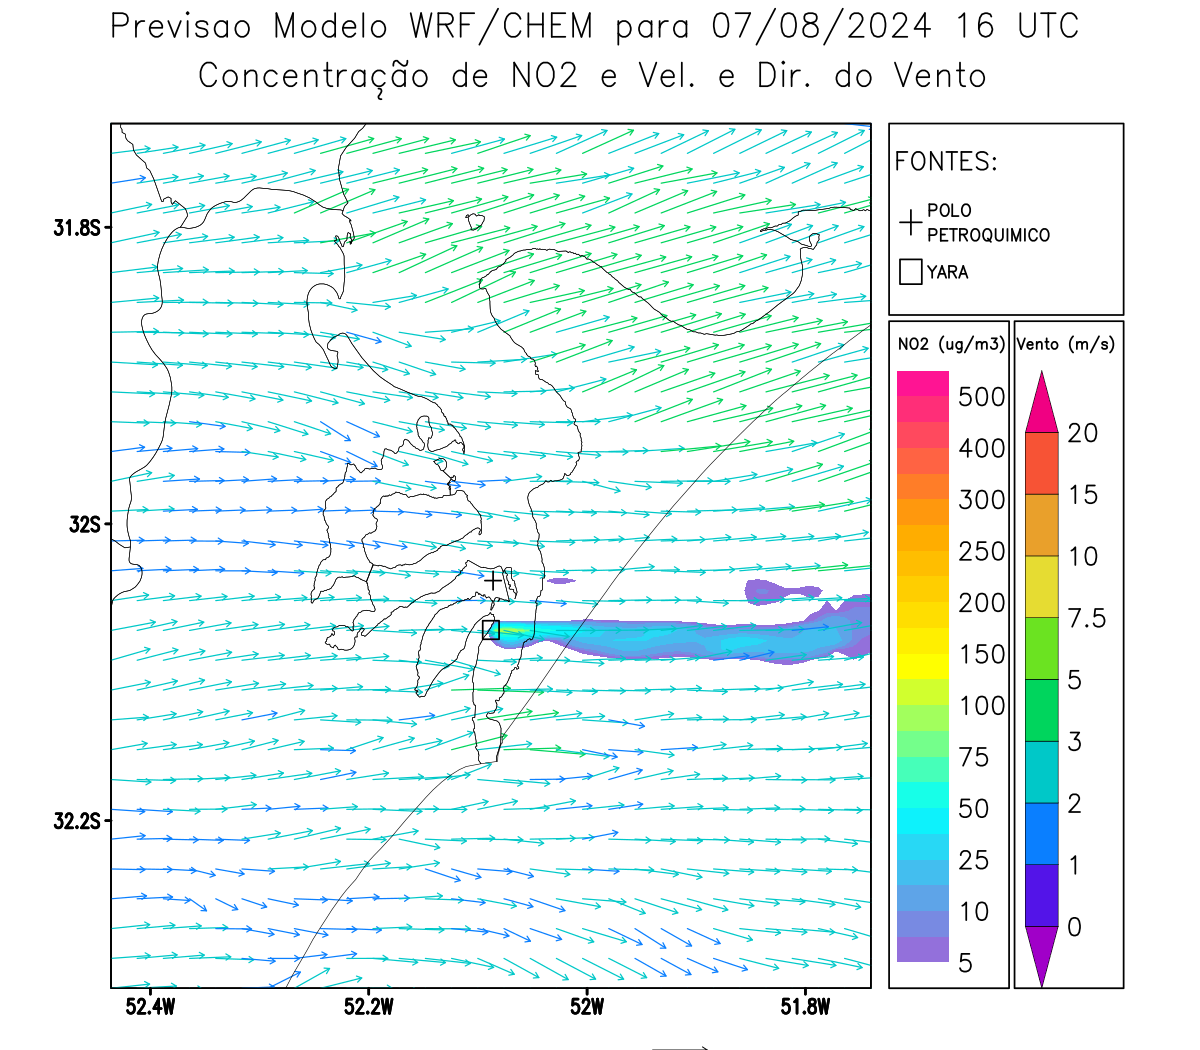 Previsao Modelo WRF/CHEM para 07/08/2024 16 UTC
Concentração de NO2 e Vel. e Dir. do Vento
FONTES:
POLO
PETROQUIMICO
YARA
NO2 (ug/m3)
500
400
300
250
200
150
100
75
50
25
10
5
Vento (m/s)
20
15
10
7.5
5
3
2
1
0
31.8S
32S
32.2S
52.4W
52.2W
52W
51.8W